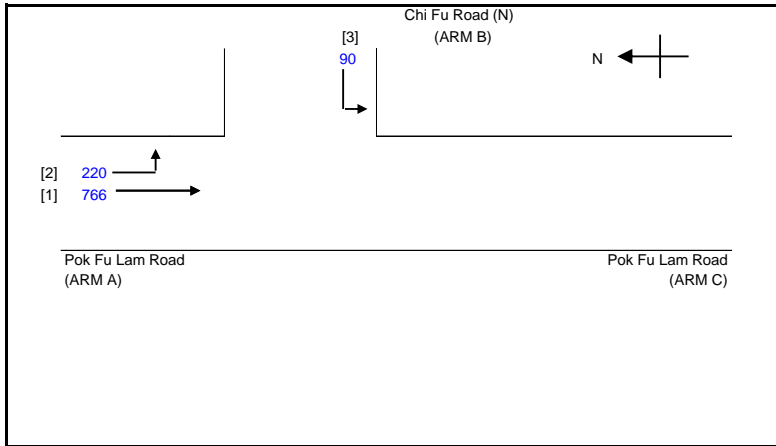 Chi Fu Road (N)
[3] (ARM B)
90 N
[2] 220
[1] 766
Pok Fu Lam Road Pok Fu Lam Road
(ARM A) (ARM C)